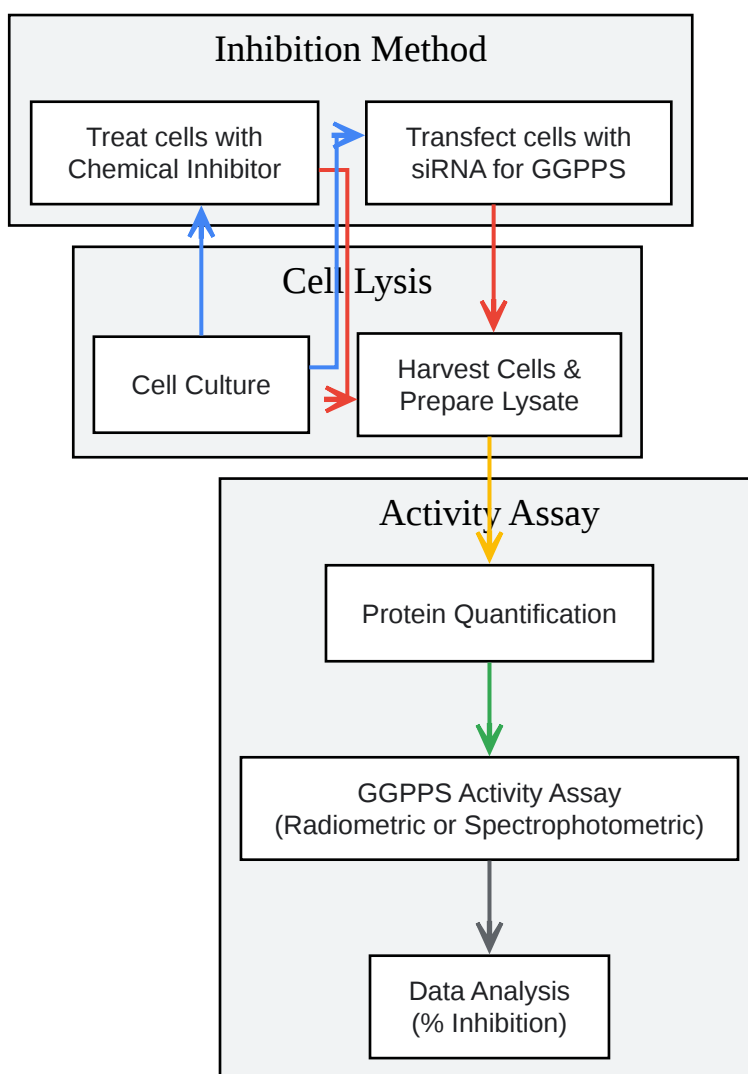 Inhibition Method
Treat cells with
Chemical Inhibitor
Transfect cells with
siRNA for GGPPS
Cell Lysis
Cell Culture
Harvest Cells &
Prepare Lysate
Activity Assay
Protein Quantification
GGPPS Activity Assay
(Radiometric or Spectrophotometric)
Data Analysis
(% Inhibition)